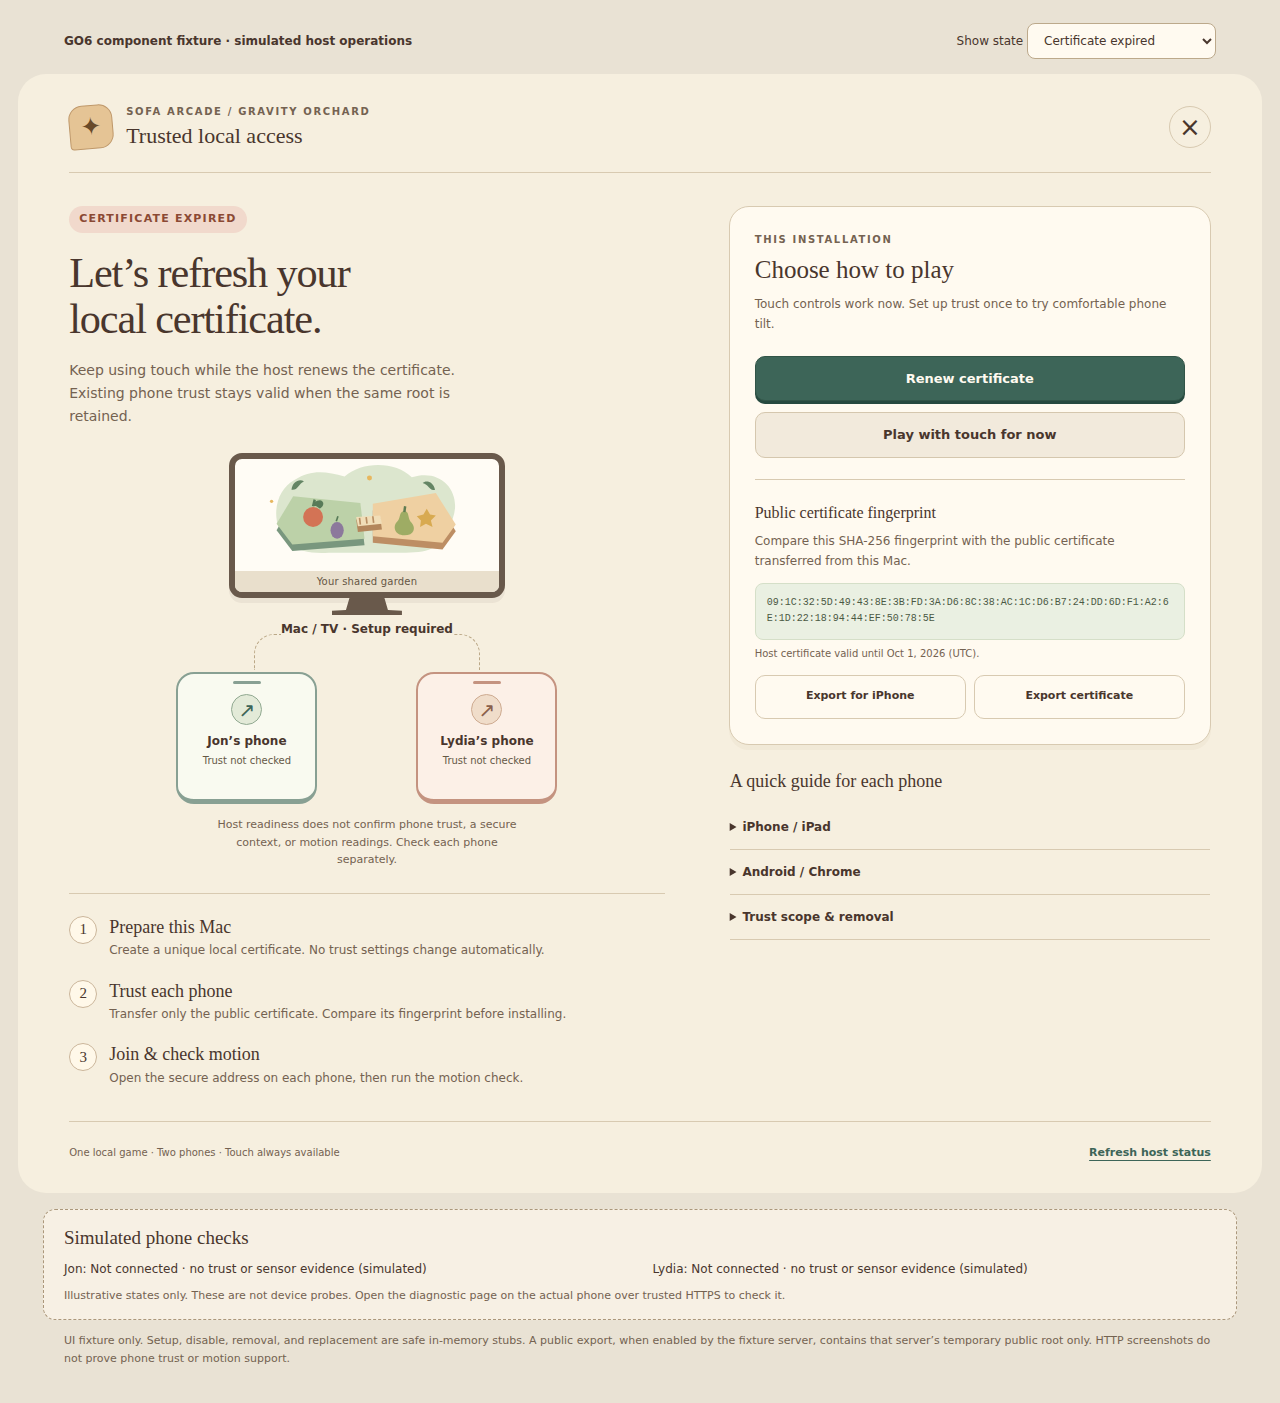 GO6 component fixture · simulated host operations
Show state
Certificate expired
SOFA ARCADE / GRAVITY ORCHARD
Trusted local access
CERTIFICATE EXPIRED
Let’s refresh your
local certificate.
Keep using touch while the host renews the certificate.
Existing phone trust stays valid when the same root is
retained.
Your shared garden
Mac / TV · Setup required
Jon’s phone
Trust not checked
Lydia’s phone
Trust not checked
Host readiness does not confirm phone trust, a secure
context, or motion readings. Check each phone
separately.
1
Prepare this Mac
Create a unique local certificate. No trust settings change automatically.
2
Trust each phone
Transfer only the public certificate. Compare its fingerprint before installing.
3
Join & check motion
Open the secure address on each phone, then run the motion check.
THIS INSTALLATION
Choose how to play
Touch controls work now. Set up trust once to try comfortable phone
tilt.
Renew certificate
Play with touch for now
Public certificate fingerprint
Compare this SHA-256 fingerprint with the public certificate
transferred from this Mac.
09:1C:32:5D:49:43:8E:3B:FD:3A:D6:8C:38:AC:1C:D6:B7:24:DD:6D:F1:A2:6
E:1D:22:18:94:44:EF:50:78:5E
Host certificate valid until Oct 1, 2026 (UTC).
Export for iPhone
Export certificate
A quick guide for each phone
iPhone / iPad
Android / Chrome
Trust scope & removal
One local game · Two phones · Touch always available
Refresh host status
Simulated phone checks
Jon: Not connected · no trust or sensor evidence (simulated)
Lydia: Not connected · no trust or sensor evidence (simulated)
Illustrative states only. These are not device probes. Open the diagnostic page on the actual phone over trusted HTTPS to check it.
UI fixture only. Setup, disable, removal, and replacement are safe in-memory stubs. A public export, when enabled by the fixture server, contains that server’s temporary public root only. HTTP screenshots do
not prove phone trust or motion support.